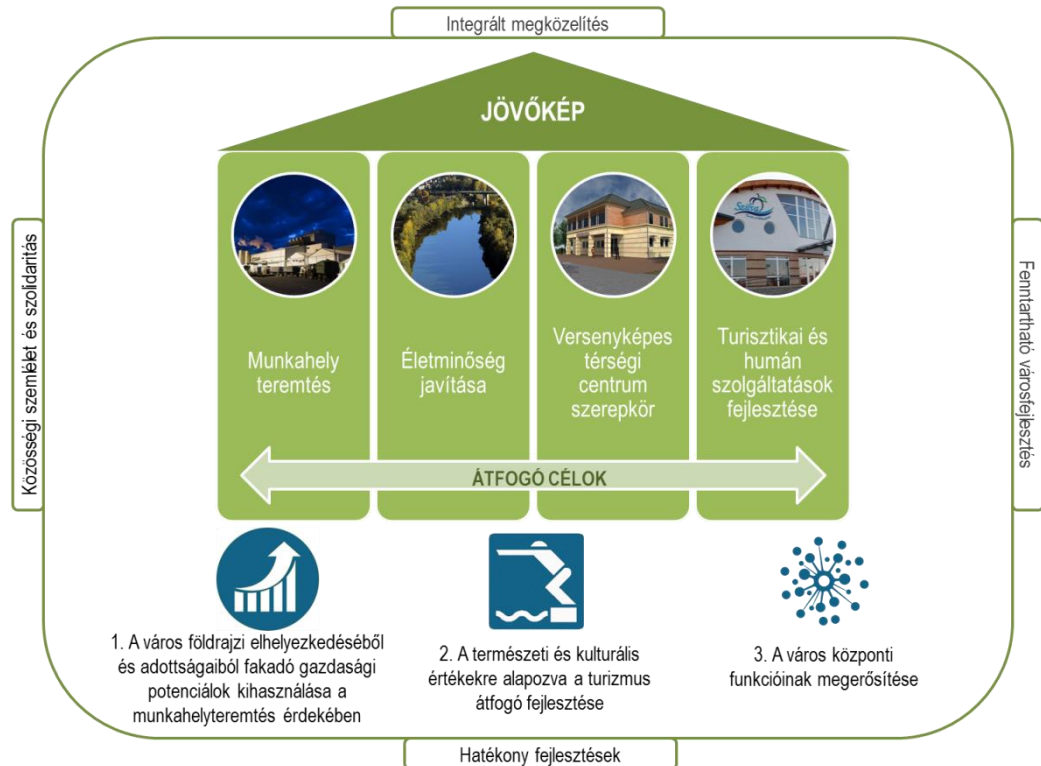 Integrált megközelítés
JÖVŐKÉP
Közösségi szemlélet és szolidaritás
Fenntartható városfejlesztés
Munkahely
teremtés
Életminőség
javítása
Versenyképes
térségi
centrum
szerepkör
Turisztikai és
humán
szolgáltatások
fejlesztése
ÁTFOGÓ CÉLOK
1. A város földrajzi elhelyezkedéséből
és adottságaiból fakadó gazdasági
potenciálok kihasználása a
munkahelyteremtés érdekében
2. A természeti és kulturális
értékekre alapozva a turizmus
átfogó fejlesztése
3. A város központi
funkcióinak megerősítése
Hatékony fejlesztések